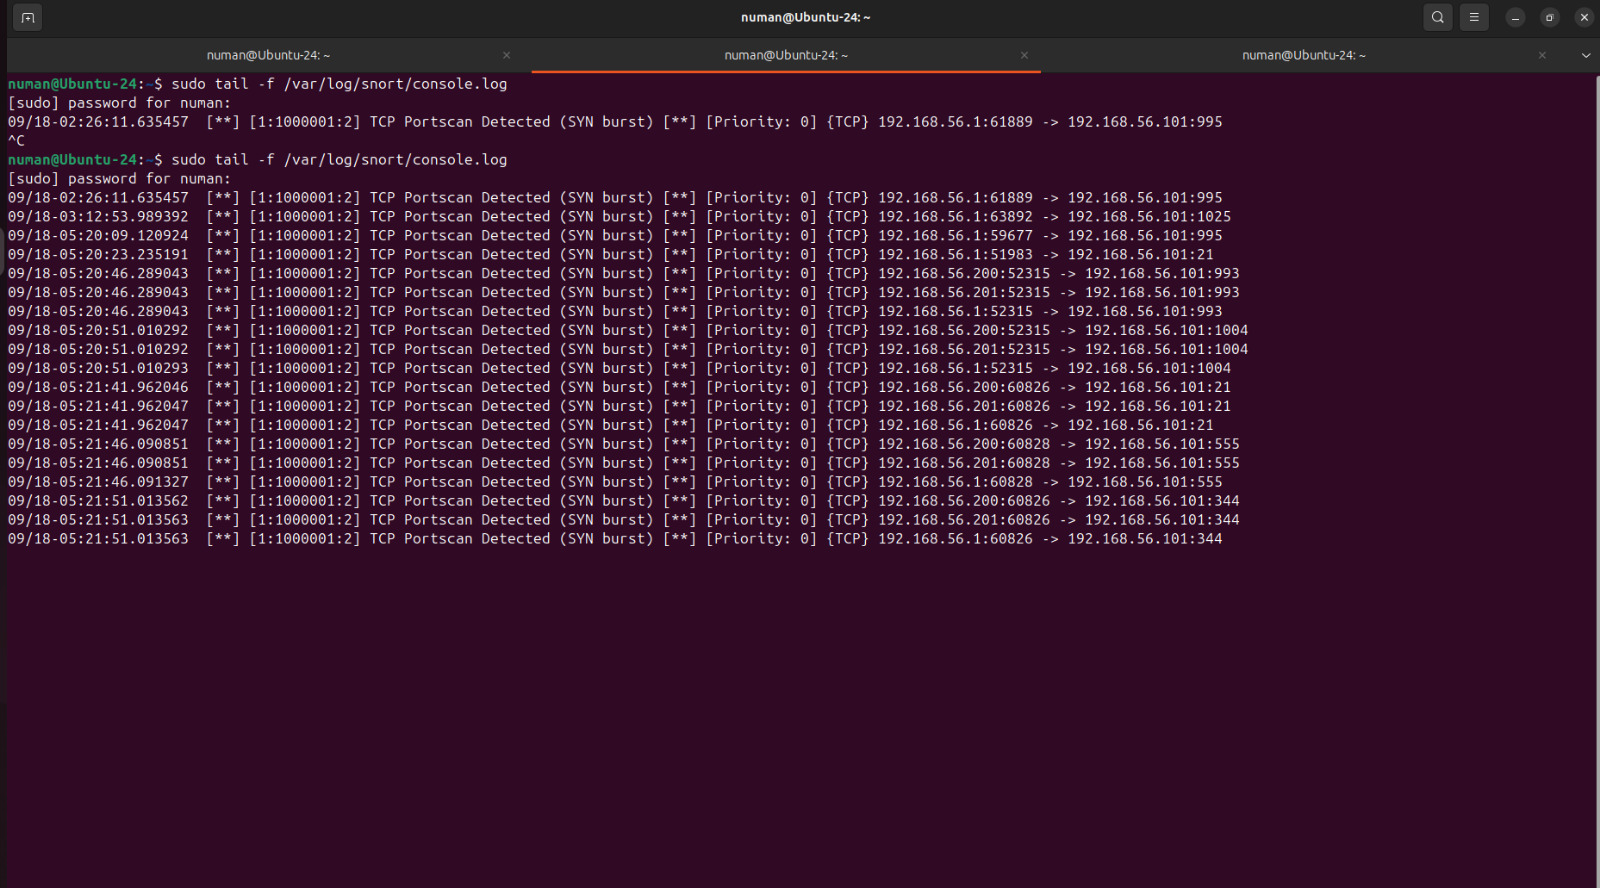 numan@Ubuntu-24: ~
numan@Ubuntu-24: ~ numan@Ubuntu-24: ~ numan@Ubuntu-24: ~
numan@Ubuntu-24:~$ sudo tail -f /var/log/snort/console.log
[sudo] password for numan:
09/18-02:26:11.635457  [**] [1:1000001:2] TCP Portscan Detected (SYN burst) [**] [Priority: 0] {TCP} 192.168.56.1:61889 -> 192.168.56.101:995
^C
numan@Ubuntu-24:~$ sudo tail -f /var/log/snort/console.log
[sudo] password for numan:
09/18-02:26:11.635457  [**] [1:1000001:2] TCP Portscan Detected (SYN burst) [**] [Priority: 0] {TCP} 192.168.56.1:61889 -> 192.168.56.101:995
09/18-03:12:53.989392  [**] [1:1000001:2] TCP Portscan Detected (SYN burst) [**] [Priority: 0] {TCP} 192.168.56.1:63892 -> 192.168.56.101:1025
09/18-05:20:09.120924  [**] [1:1000001:2] TCP Portscan Detected (SYN burst) [**] [Priority: 0] {TCP} 192.168.56.1:59677 -> 192.168.56.101:995
09/18-05:20:23.235191  [**] [1:1000001:2] TCP Portscan Detected (SYN burst) [**] [Priority: 0] {TCP} 192.168.56.1:51983 -> 192.168.56.101:21
09/18-05:20:46.289043  [**] [1:1000001:2] TCP Portscan Detected (SYN burst) [**] [Priority: 0] {TCP} 192.168.56.200:52315 -> 192.168.56.101:993
09/18-05:20:46.289043  [**] [1:1000001:2] TCP Portscan Detected (SYN burst) [**] [Priority: 0] {TCP} 192.168.56.201:52315 -> 192.168.56.101:993
09/18-05:20:46.289043  [**] [1:1000001:2] TCP Portscan Detected (SYN burst) [**] [Priority: 0] {TCP} 192.168.56.1:52315 -> 192.168.56.101:993
09/18-05:20:51.010292  [**] [1:1000001:2] TCP Portscan Detected (SYN burst) [**] [Priority: 0] {TCP} 192.168.56.200:52315 -> 192.168.56.101:1004
09/18-05:20:51.010292  [**] [1:1000001:2] TCP Portscan Detected (SYN burst) [**] [Priority: 0] {TCP} 192.168.56.201:52315 -> 192.168.56.101:1004
09/18-05:20:51.010293  [**] [1:1000001:2] TCP Portscan Detected (SYN burst) [**] [Priority: 0] {TCP} 192.168.56.1:52315 -> 192.168.56.101:1004
09/18-05:21:41.962046  [**] [1:1000001:2] TCP Portscan Detected (SYN burst) [**] [Priority: 0] {TCP} 192.168.56.200:60826 -> 192.168.56.101:21
09/18-05:21:41.962047  [**] [1:1000001:2] TCP Portscan Detected (SYN burst) [**] [Priority: 0] {TCP} 192.168.56.201:60826 -> 192.168.56.101:21
09/18-05:21:41.962047  [**] [1:1000001:2] TCP Portscan Detected (SYN burst) [**] [Priority: 0] {TCP} 192.168.56.1:60826 -> 192.168.56.101:21
09/18-05:21:46.090851  [**] [1:1000001:2] TCP Portscan Detected (SYN burst) [**] [Priority: 0] {TCP} 192.168.56.200:60828 -> 192.168.56.101:555
09/18-05:21:46.090851  [**] [1:1000001:2] TCP Portscan Detected (SYN burst) [**] [Priority: 0] {TCP} 192.168.56.201:60828 -> 192.168.56.101:555
09/18-05:21:46.091327  [**] [1:1000001:2] TCP Portscan Detected (SYN burst) [**] [Priority: 0] {TCP} 192.168.56.1:60828 -> 192.168.56.101:555
09/18-05:21:51.013562  [**] [1:1000001:2] TCP Portscan Detected (SYN burst) [**] [Priority: 0] {TCP} 192.168.56.200:60826 -> 192.168.56.101:344
09/18-05:21:51.013563  [**] [1:1000001:2] TCP Portscan Detected (SYN burst) [**] [Priority: 0] {TCP} 192.168.56.201:60826 -> 192.168.56.101:344
09/18-05:21:51.013563  [**] [1:1000001:2] TCP Portscan Detected (SYN burst) [**] [Priority: 0] {TCP} 192.168.56.1:60826 -> 192.168.56.101:344